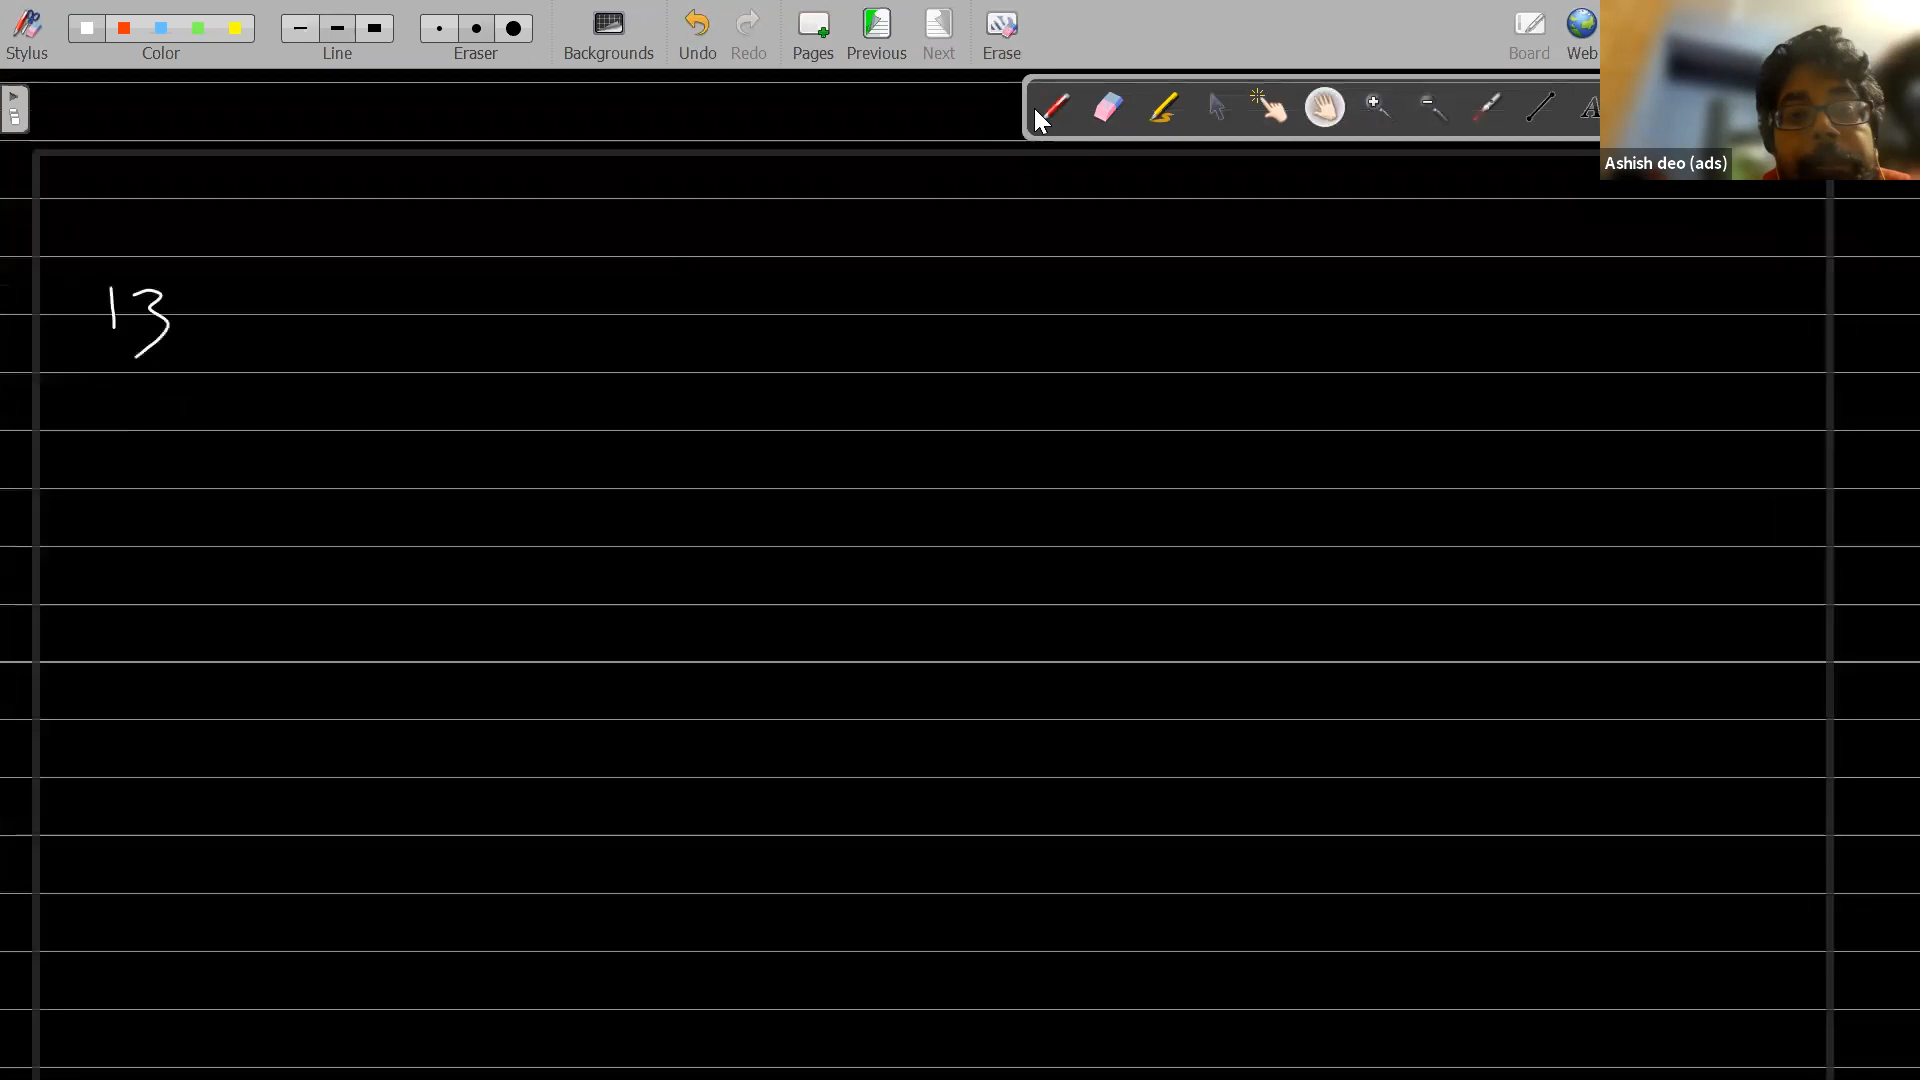 Stylus Color Line Eraser Backgrounds Undo Redo Pages Previous Next Erase Board Web
Ashish deo (ads)
13